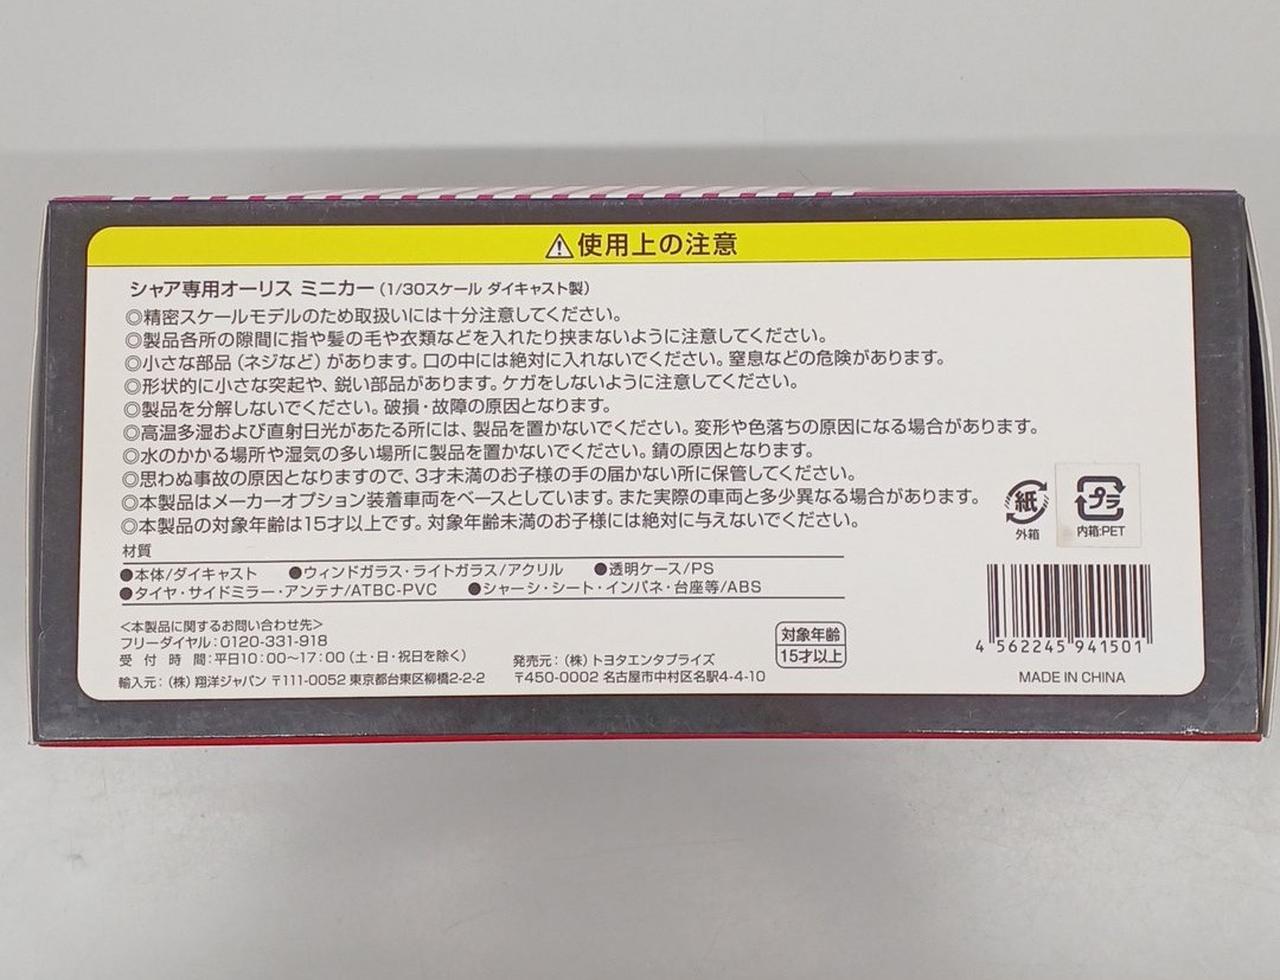 使用上の注意
シャア専用オーリス ミニカー(1/30スケール ダイキャスト製)
◎精密スケールモデルのため取扱いには十分注意してください。
◎製品各所の隙間に指や髪の毛や衣類などを入れたり挟まないように注意してください。
◎小さな部品(ネジなど)があります。口の中には絶対に入れないでください。窒息などの危険があります。
◎形状的に小さな突起や、鋭い部品があります。ケガをしないように注意してください。
◎製品を分解しないでください。破損・故障の原因となります。
◎高温多湿および直射日光があたる所には、製品を置かないでください。変形や色落ちの原因になる場合があります。
◎水のかかる場所や湿気の多い場所に製品を置かないでください。錆の原因となります。
◎思わぬ事故の原因となりますので、3才未満のお子様の手の届かない所に保管してください。
◎本製品はメーカーオプション装着車両をベースとしています。また実際の車両と多少異なる場合があります。
◎本製品の対象年齢は15才以上です。対象年齢未満のお子様には絶対に与えないでください。
紙
外箱
プラ
内箱:PET
材質
●本体/ダイキャスト ●ウィンドガラス・ライトガラス/アクリル ●透明ケース/PS
●タイヤ・サイドミラー・アンテナ/ATBC-PVC ●シャーシ・シート・インパネ・台座等/ABS
<本製品に関するお問い合わせ先>
フリーダイヤル:0120-331-918
受付時間:平日10:00～17:00(土・日・祝日を除く)
輸入元:(株)翔洋ジャパン 〒111-0052 東京都台東区柳橋2-2-2
発売元:(株)トヨタエンタプライズ
〒450-0002 名古屋市中村区名駅4-4-10
対象年齢
15才以上
4 562245 941501
MADE IN CHINA